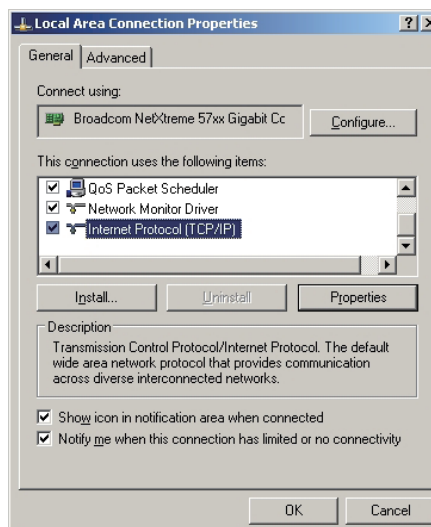 Local Area Connection Properties
General
Advanced
Connect using:
Broadcom NetXtreme 57xx Gigabit Cc
Configure...
This connection uses the following items:
QoS Packet Scheduler
Network Monitor Driver
Internet Protocol (TCP/IP)
Install...
Uninstall
Properties
Description
Transmission Control Protocol/Internet Protocol. The default
wide area network protocol that provides communication
across diverse interconnected networks.
Show icon in notification area when connected
Notify me when this connection has limited or no connectivity
OK
Cancel